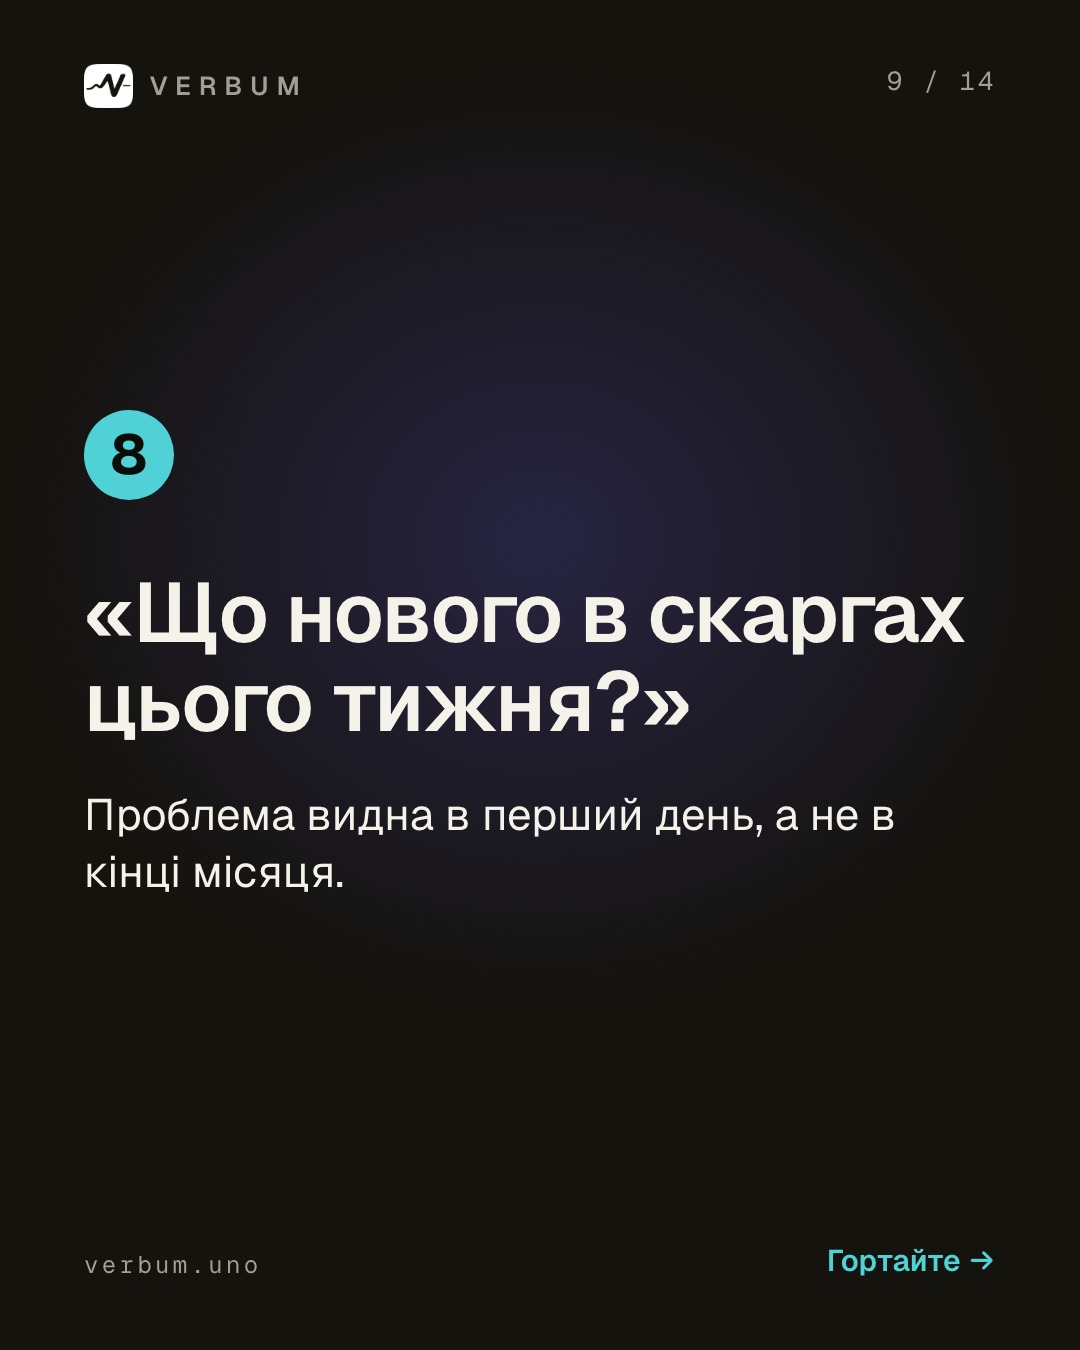 VERBUM
9 / 14
8
«Що нового в скаргах
цього тижня?»
Проблема видна в перший день, а не в
кінці місяця.
verbum.uno
Гортайте →